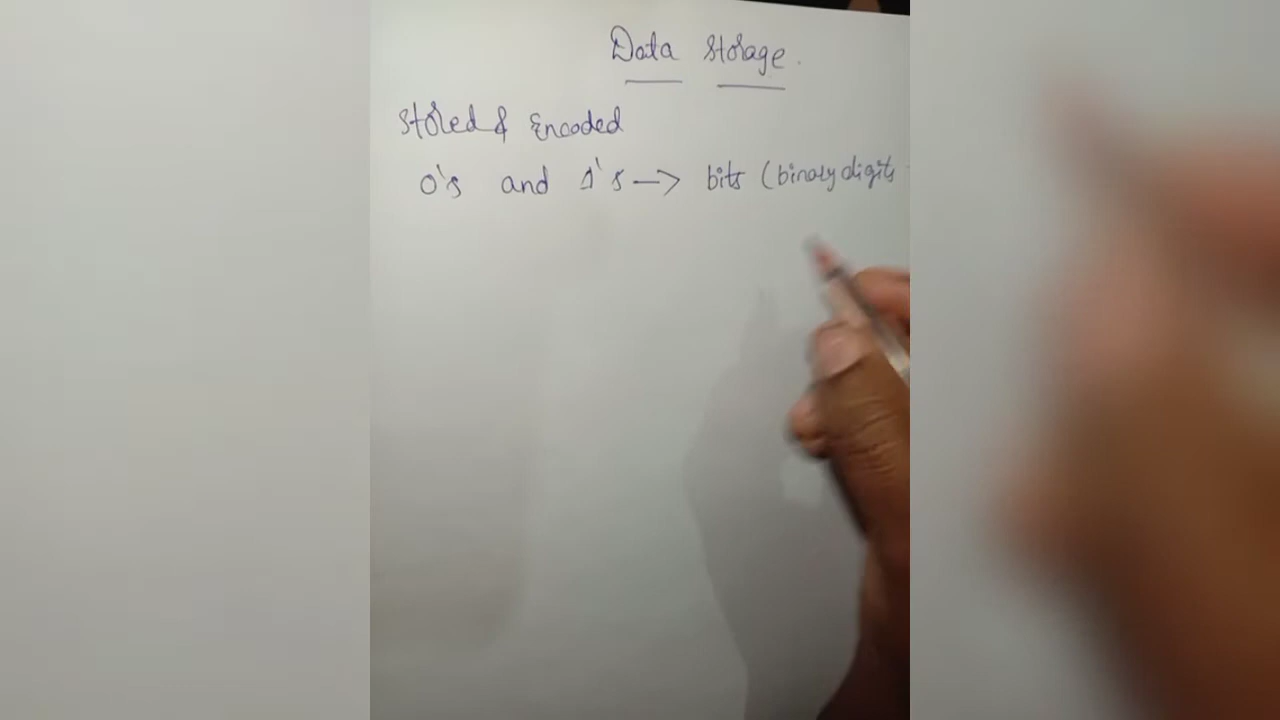 Data Storage.
Stored & Encoded
0's and 1's → bits (binary digits